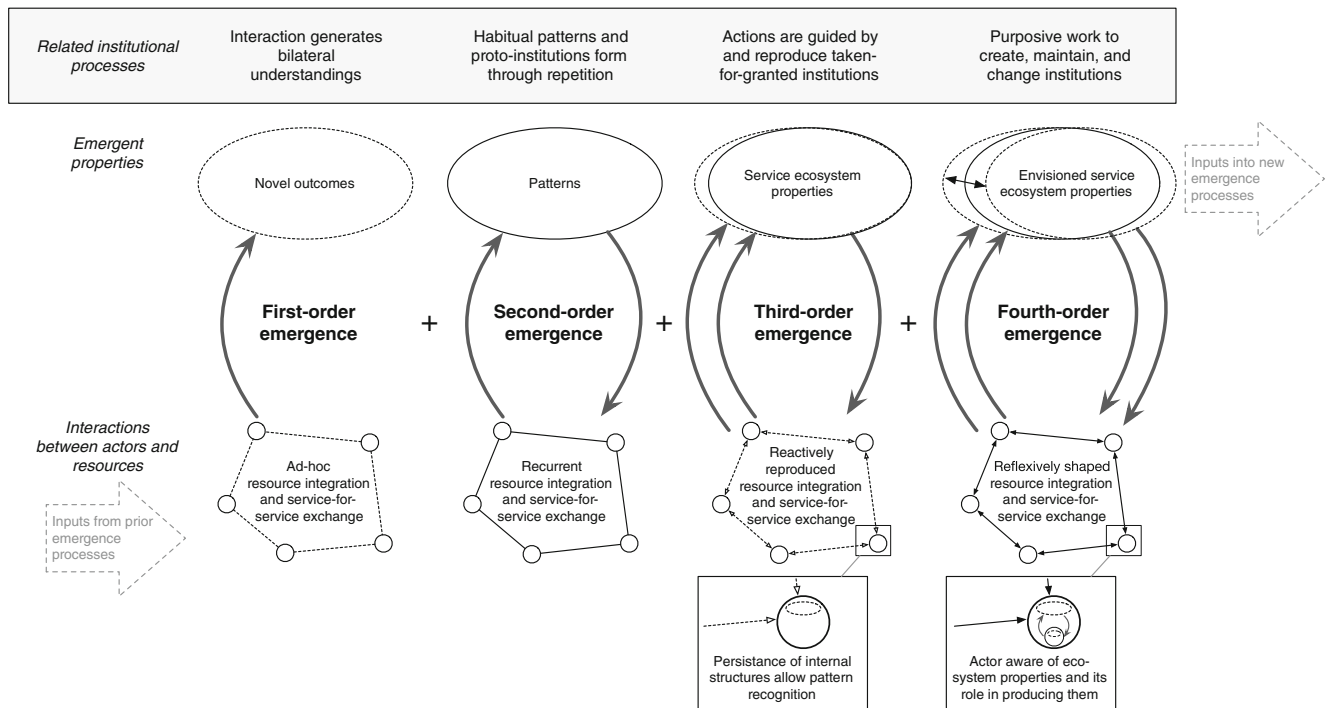 Related institutional
processes
Interaction generates
bilateral
understandings
Habitual patterns and
proto-institutions form
through repetition
Actions are guided by
and reproduce taken-
for-granted institutions
Purposive work to
create, maintain, and
change institutions
Emergent
properties
Novel outcomes
Patterns
Service ecosystem
properties
Envisioned service
ecosystem properties
Inputs into new
emergence
processes
First-order
emergence
+
Second-order
emergence
+
Third-order
emergence
+
Fourth-order
emergence
Interactions
between actors and
resources
Inputs from prior
emergence
processes
Ad-hoc
resource integration
and service-for-
service exchange
Recurrent
resource integration
and service-for-
service exchange
Reactively
reproduced
resource integration
and service-for-
service exchange
Reflexively shaped
resource integration
and service-for-
service exchange
Persistance of internal
structures allow pattern
recognition
Actor aware of eco-
system properties and its
role in producing them